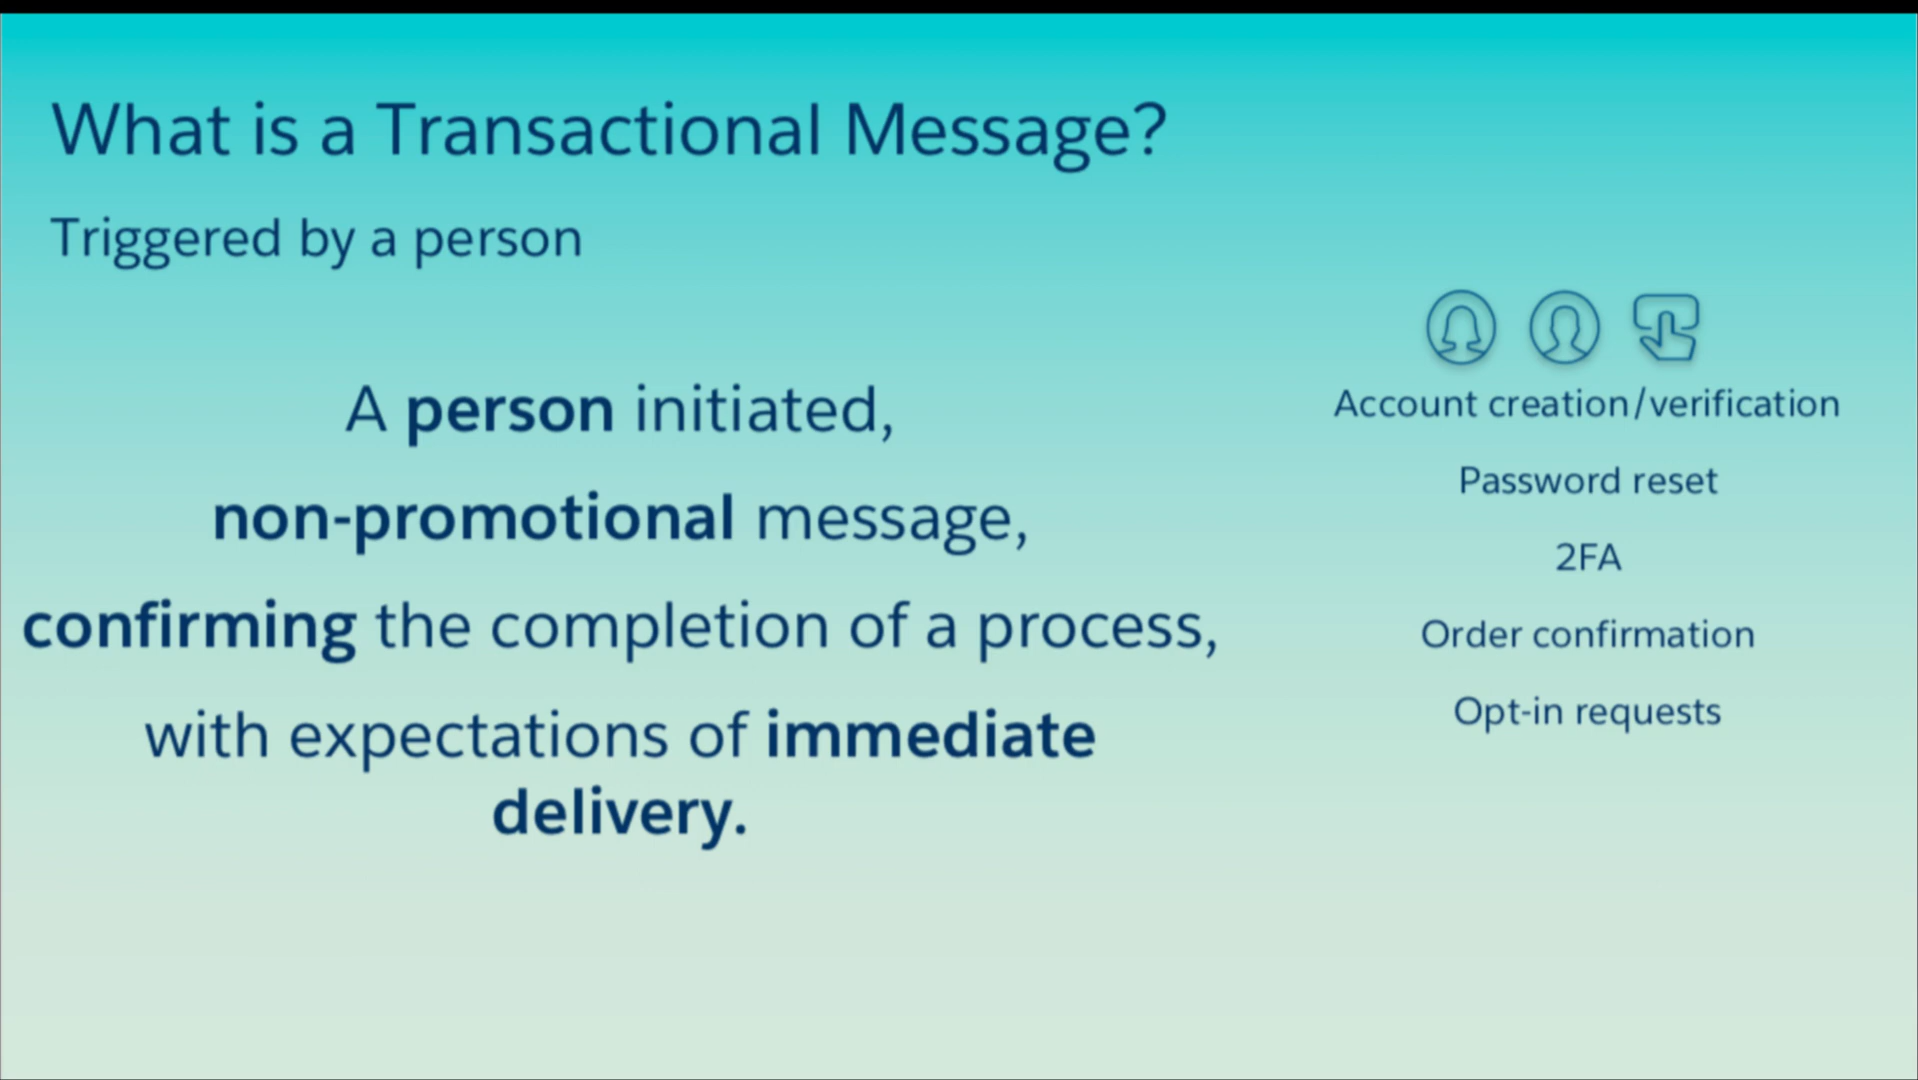 What is a Transactional Message?
Triggered by a person
A person initiated,
non-promotional message,
confirming the completion of a process,
with expectations of immediate
delivery.
Account creation/verification
Password reset
2FA
Order confirmation
Opt-in requests